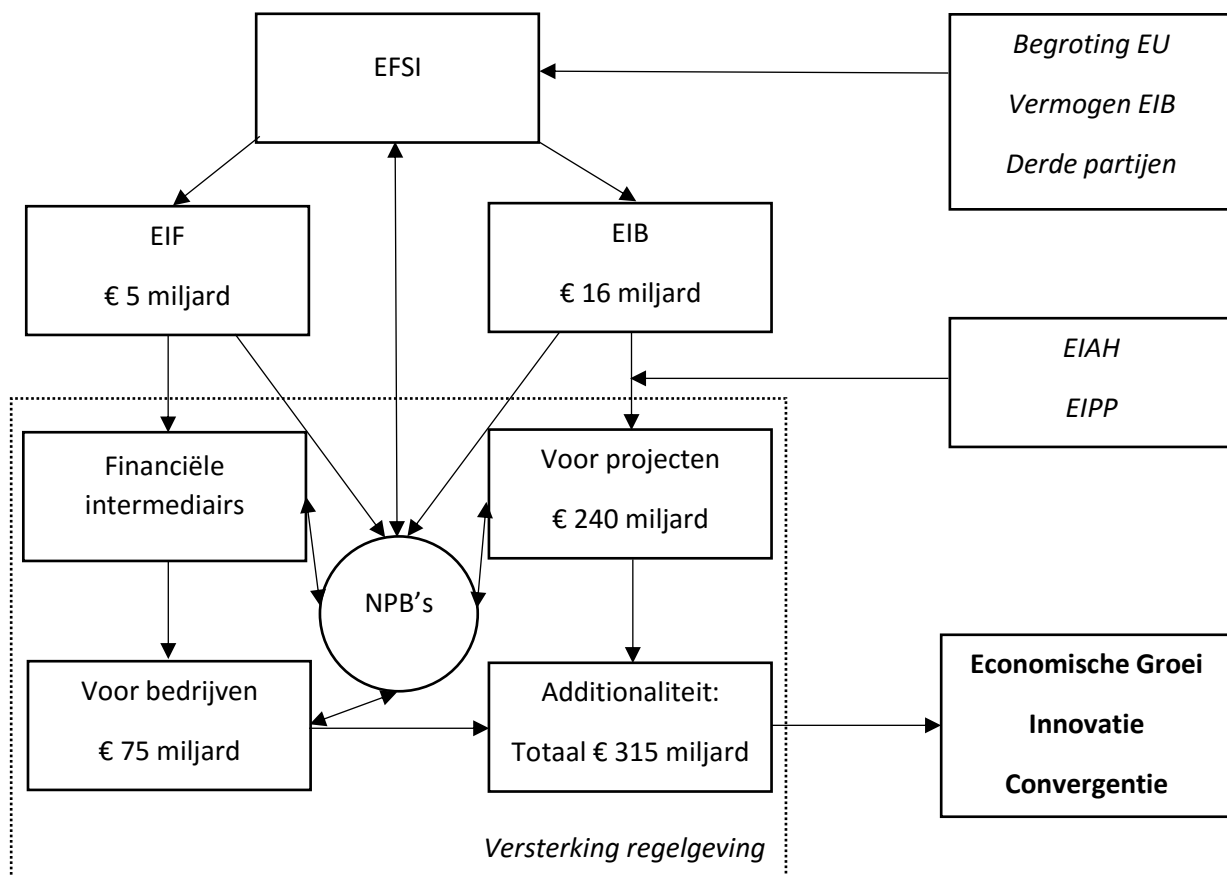 EFSI
Begroting EU
Vermogen EIB
Derde partijen
EIF
€ 5 miljard
EIB
€ 16 miljard
EIAH
EIPP
Financiële
intermediairs
Voor projecten
€ 240 miljard
NPB’s
Voor bedrijven
€ 75 miljard
Additionaliteit:
Totaal € 315 miljard
Economische Groei
Innovatie
Convergentie
Versterking regelgeving